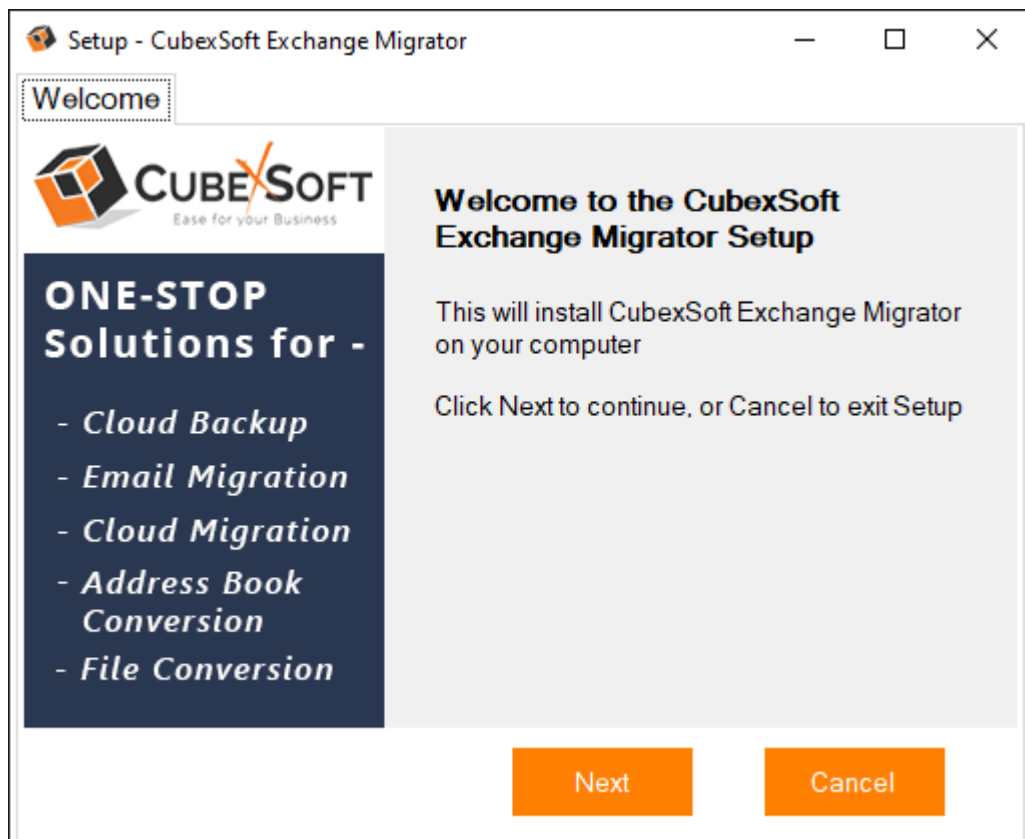 Setup - CubexSoft Exchange Migrator
Welcome
CUBEXSOFT
Ease for your Business
ONE-STOP
Solutions for -
- Cloud Backup
- Email Migration
- Cloud Migration
- Address Book
Conversion
- File Conversion
Welcome to the CubexSoft
Exchange Migrator Setup
This will install CubexSoft Exchange Migrator
on your computer
Click Next to continue, or Cancel to exit Setup
Next
Cancel